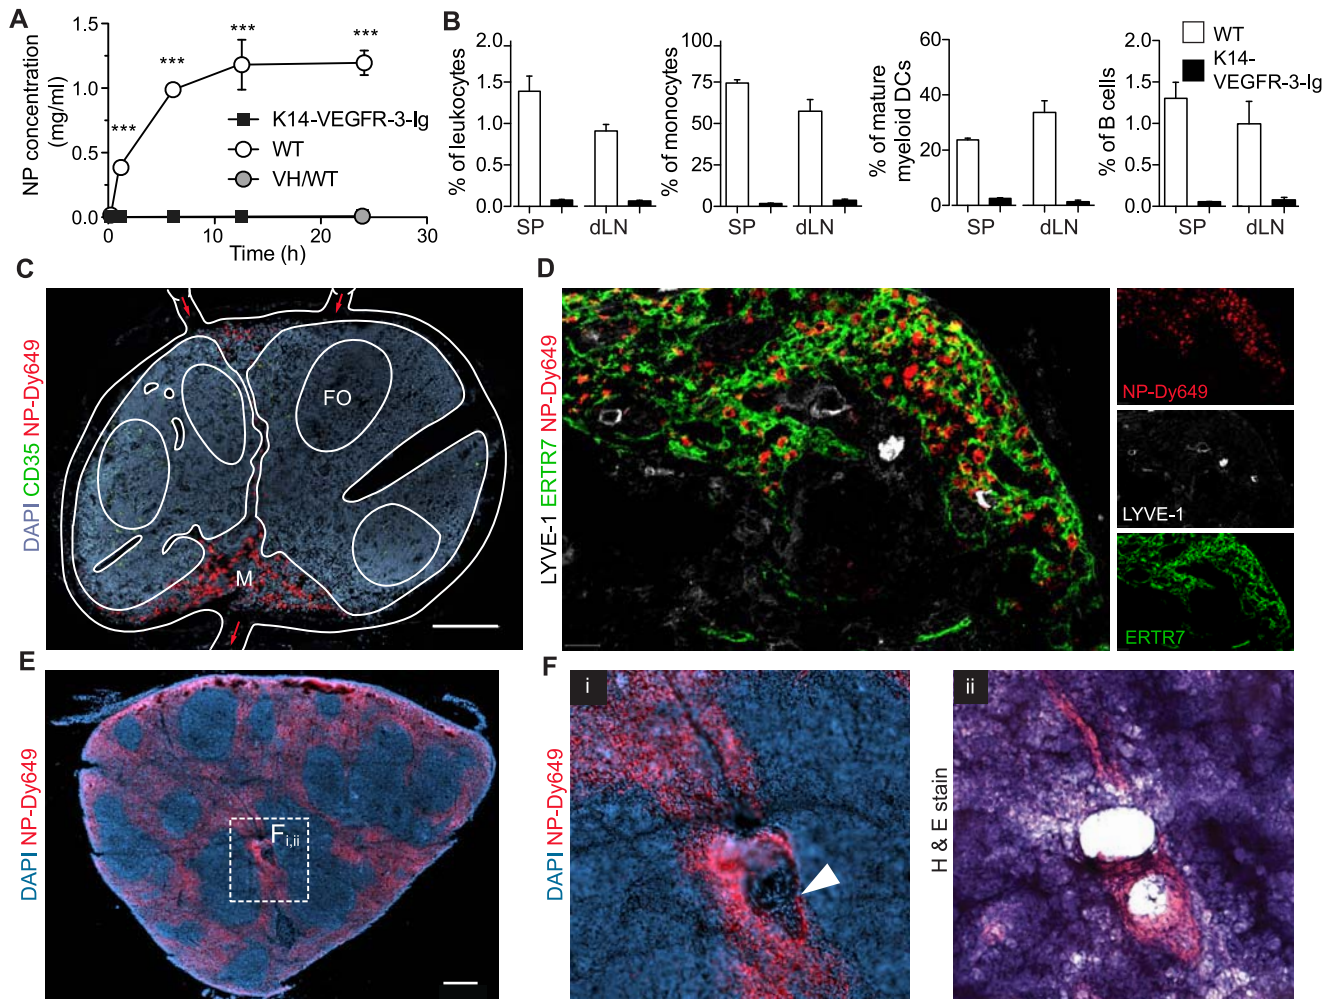 A
NP concentration
(mg/ml)
1.5
1.0
0.5
0.0
***
***
***
***
K14-VEGFR-3-Ig
WT
VH/WT
0
10
20
30
Time (h)
B
% of leukocytes
2.0
1.5
1.0
0.5
0.0
SP
dLN
% of monocytes
100
75
50
25
0
SP
dLN
% of mature
myeloid DCs
60
40
20
0
SP
dLN
% of B cells
2.0
1.5
1.0
0.5
0.0
SP
dLN
WT
K14-
VEGFR-3-Ig
C
DAPI CD35 NP-Dy649
FO
M
D
LYVE-1 ERTR7 NP-Dy649
NP-Dy649
LYVE-1
ERTR7
E
DAPI NP-Dy649
Fi,ii
F
DAPI NP-Dy649
i
H & E stain
ii